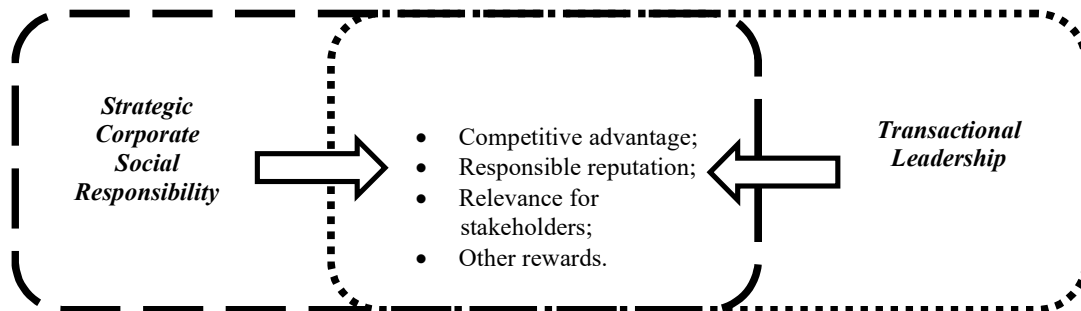 Strategic
Corporate
Social
Responsibility
• Competitive advantage;
• Responsible reputation;
• Relevance for
stakeholders;
• Other rewards.
Transactional
Leadership